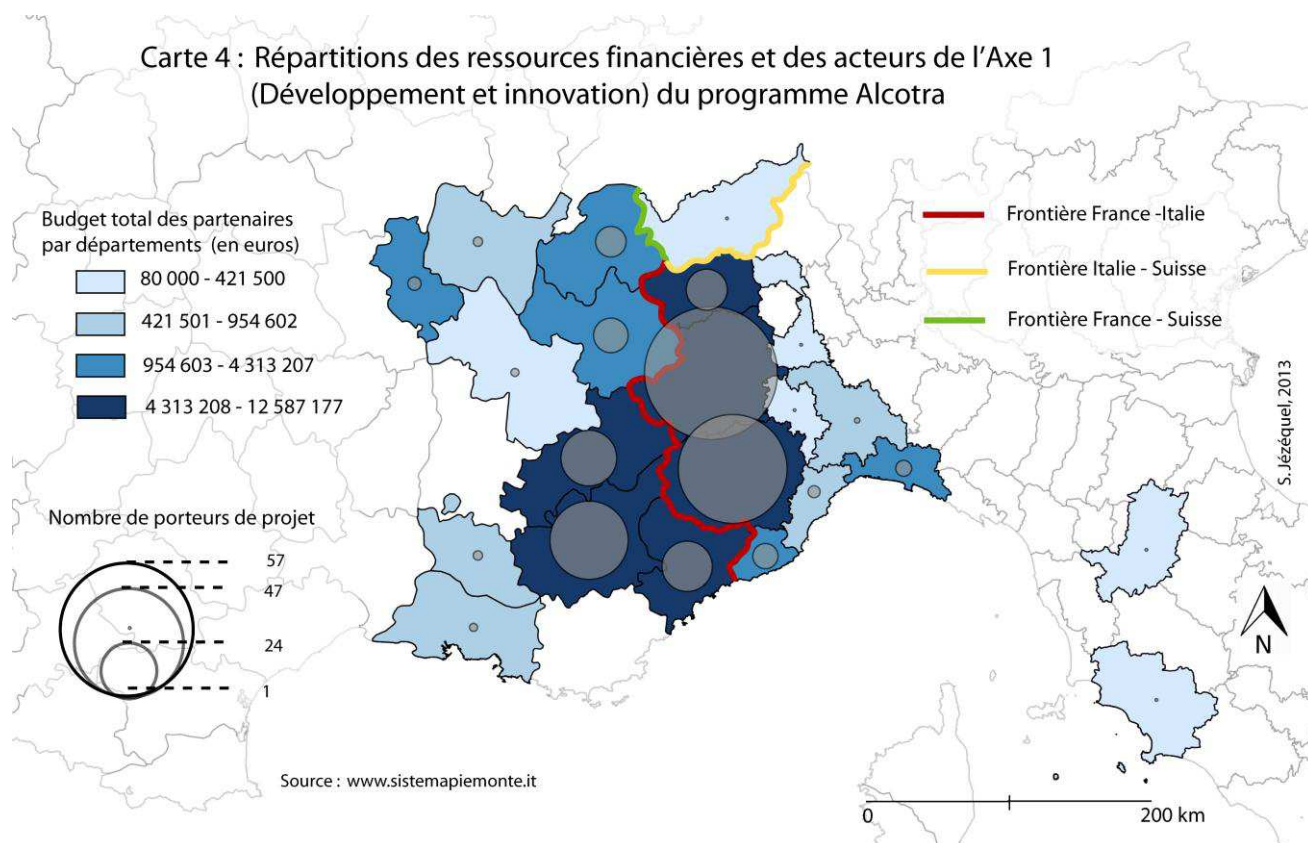 Carte 4 : Répartitions des ressources financières et des acteurs de l'Axe 1
(Développement et innovation) du programme Alcotra
Budget total des partenaires
par départements (en euros)
80 000 - 421 500
421 501 - 954 602
954 603 - 4 313 207
4 313 208 - 12 587 177
Frontière France -Italie
Frontière Italie - Suisse
Frontière France - Suisse
S. Jézéquel, 2013
Nombre de porteurs de projet
57
47
24
1
N
Source : www.sistemapiemonte.it
0 200 km